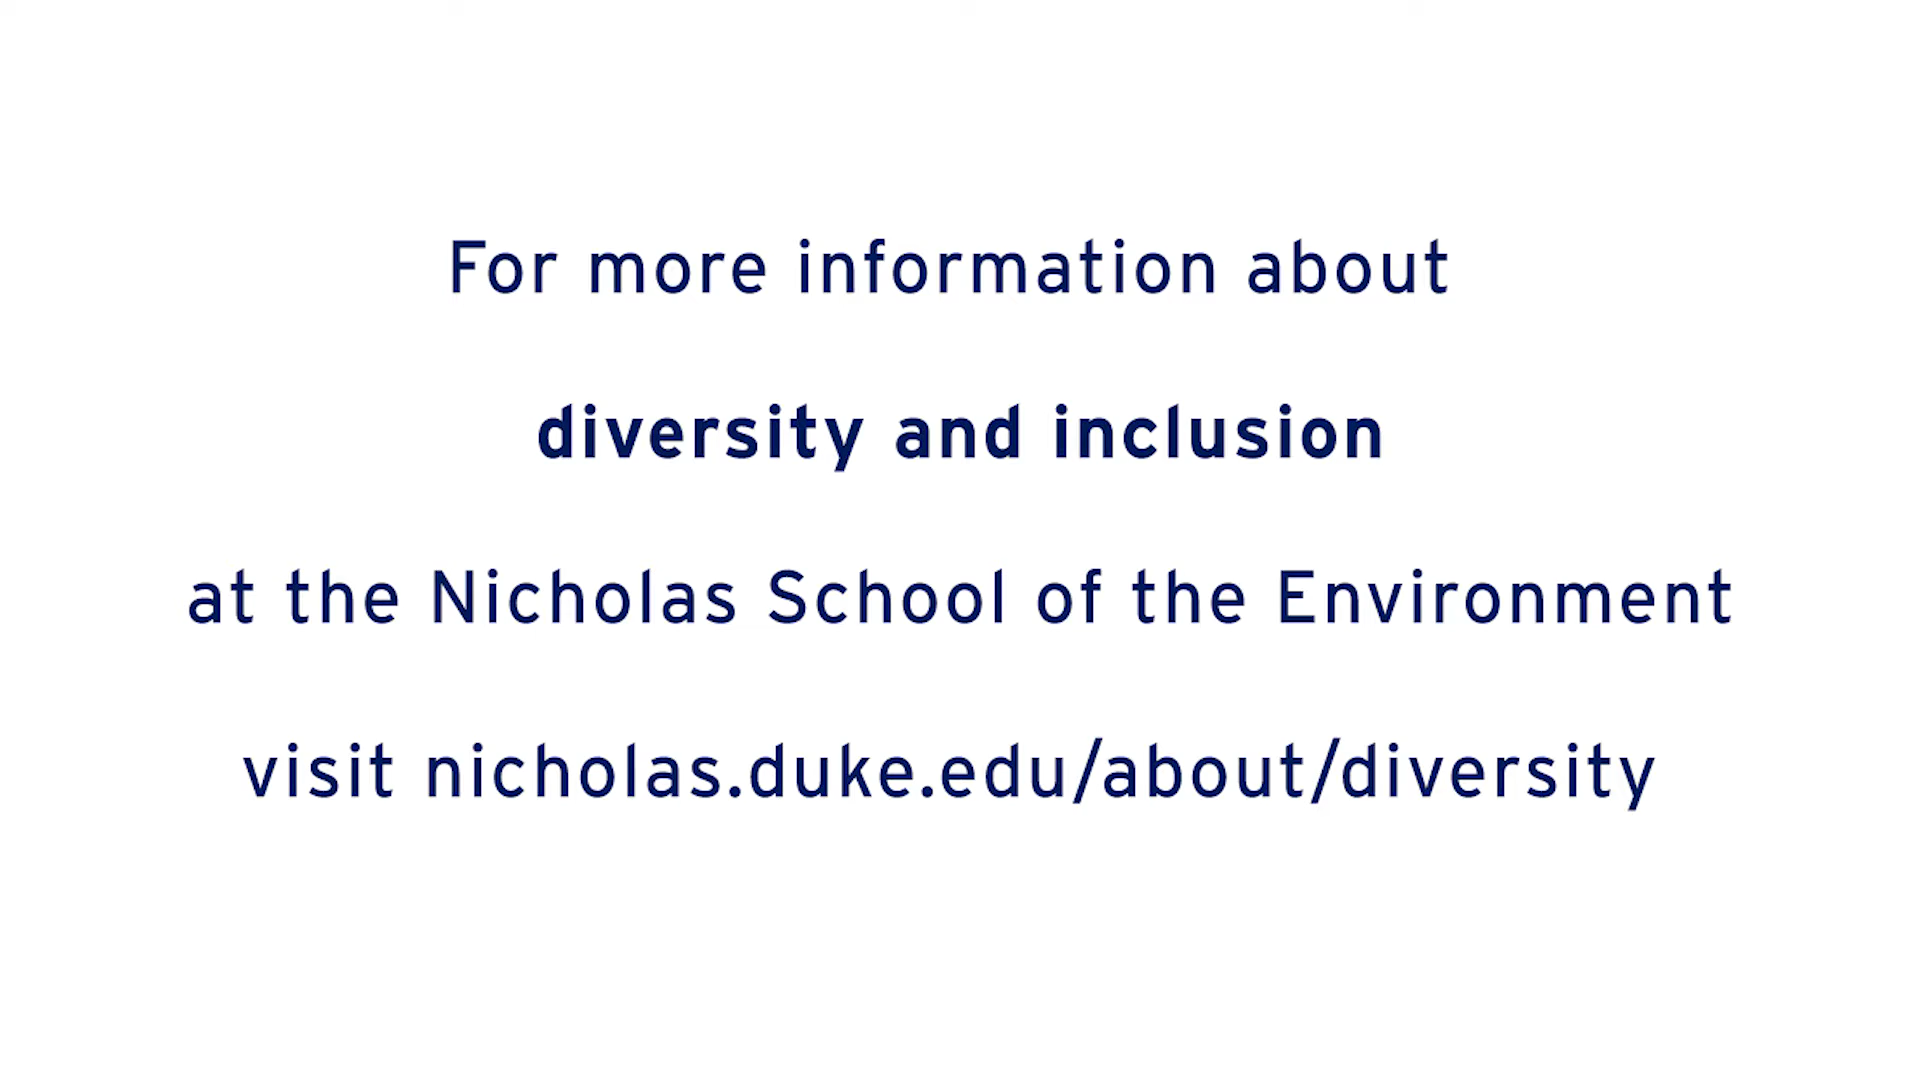 For more information about
diversity and inclusion
at the Nicholas School of the Environment
visit nicholas.duke.edu/about/diversity